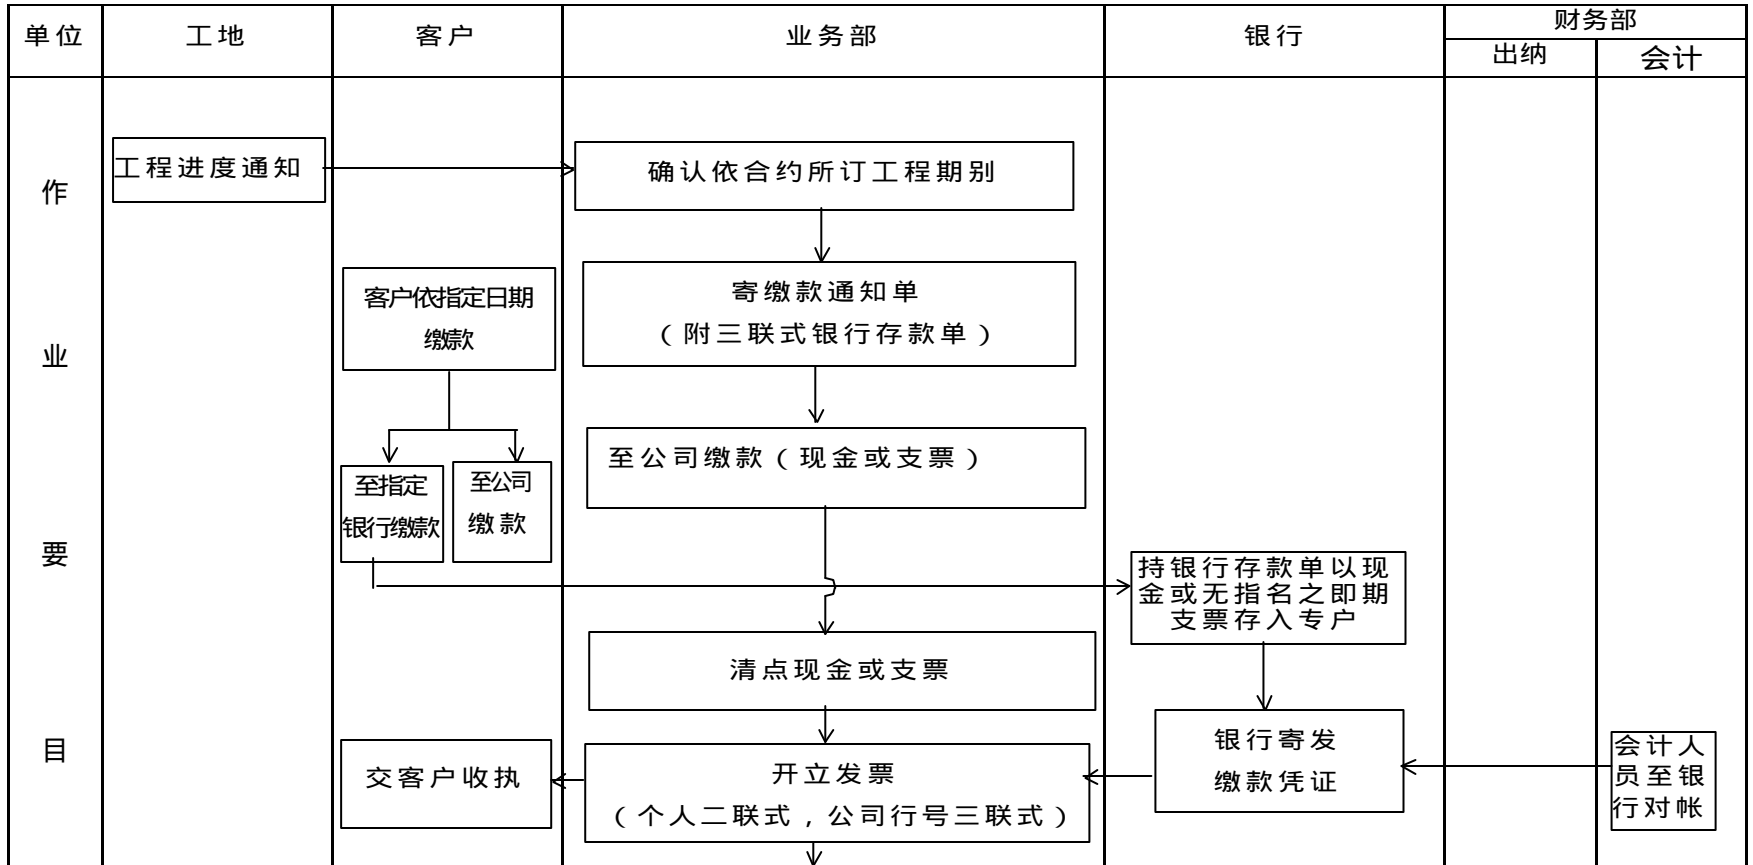 单位
工地
客户
业务部
银行
财务部
出纳
会计
作
业
要
目
工程进度通知
确认依合约所订工程期别
客户依指定日期
缴款
寄缴款通知单
（附三联式银行存款单）
至指定
银行缴款
至公司
缴款
至公司缴款（现金或支票）
持银行存款单以现
金或无指名之即期
支票存入专户
清点现金或支票
银行寄发
缴款凭证
会计人
员至银
行对帐
交客户收执
开立发票
（个人二联式，公司行号三联式）